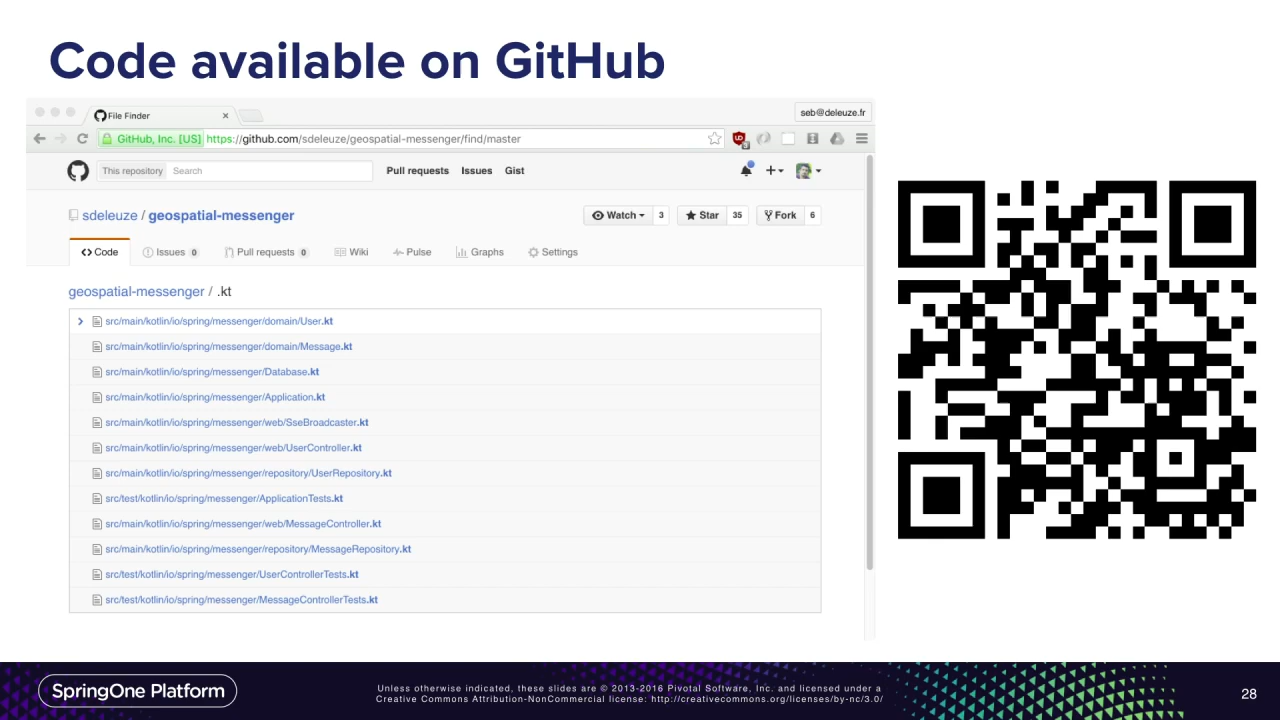 Code available on GitHub
File Finder
seb@deleuze.fr
GitHub, Inc. [US] https://github.com/sdeleuze/geospatial-messenger/find/master
This repository Search Pull requests Issues Gist
sdeleuze / geospatial-messenger Watch 3 Star 35 Fork 6
Code Issues 0 Pull requests 0 Wiki Pulse Graphs Settings
geospatial-messenger / .kt
src/main/kotlin/io/spring/messenger/domain/User.kt
src/main/kotlin/io/spring/messenger/domain/Message.kt
src/main/kotlin/io/spring/messenger/Database.kt
src/main/kotlin/io/spring/messenger/Application.kt
src/main/kotlin/io/spring/messenger/web/SseBroadcaster.kt
src/main/kotlin/io/spring/messenger/web/UserController.kt
src/main/kotlin/io/spring/messenger/repository/UserRepository.kt
src/test/kotlin/io/spring/messenger/ApplicationTests.kt
src/main/kotlin/io/spring/messenger/web/MessageController.kt
src/main/kotlin/io/spring/messenger/repository/MessageRepository.kt
src/test/kotlin/io/spring/messenger/UserControllerTests.kt
src/test/kotlin/io/spring/messenger/MessageControllerTests.kt
SpringOne Platform
Unless otherwise indicated, these slides are © 2013-2016 Pivotal Software, Inc. and licensed under a
Creative Commons Attribution-NonCommercial license: http://creativecommons.org/licenses/by-nc/3.0/
28